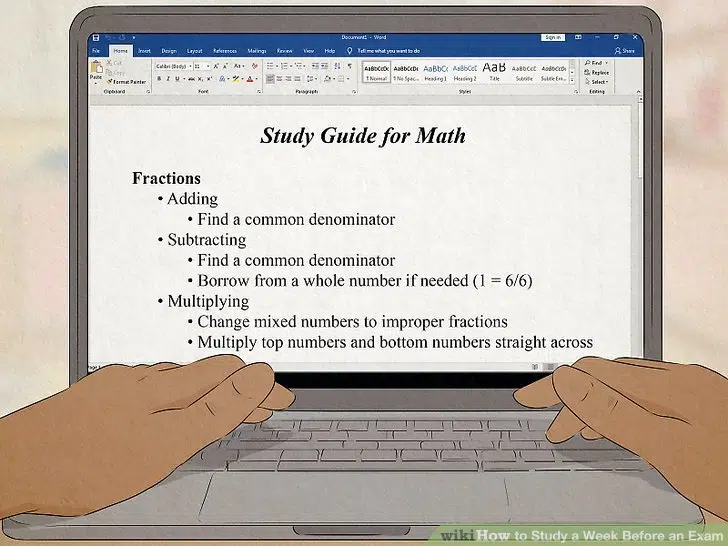 Document1 - Word
Sign in
File Home Insert Design Layout References Mailings Review View Help Tell me what you want to do Share
Paste
Cut
Copy
Format Painter
Clipboard
Calibri (Body) 11
Font
Paragraph
AaBbCcDc AaBbCcDc AaBbCc AaBbCc AaB AaBbCcD AaBbCcDc
1 Normal 1 No Spac... Heading 1 Heading 2 Title Subtitle Subtle Em...
Styles
Find
Replace
Select
Editing
Study Guide for Math
Fractions
• Adding
• Find a common denominator
• Subtracting
• Find a common denominator
• Borrow from a whole number if needed (1 = 6/6)
• Multiplying
• Change mixed numbers to improper fractions
• Multiply top numbers and bottom numbers straight across
wikiHow to Study a Week Before an Exam